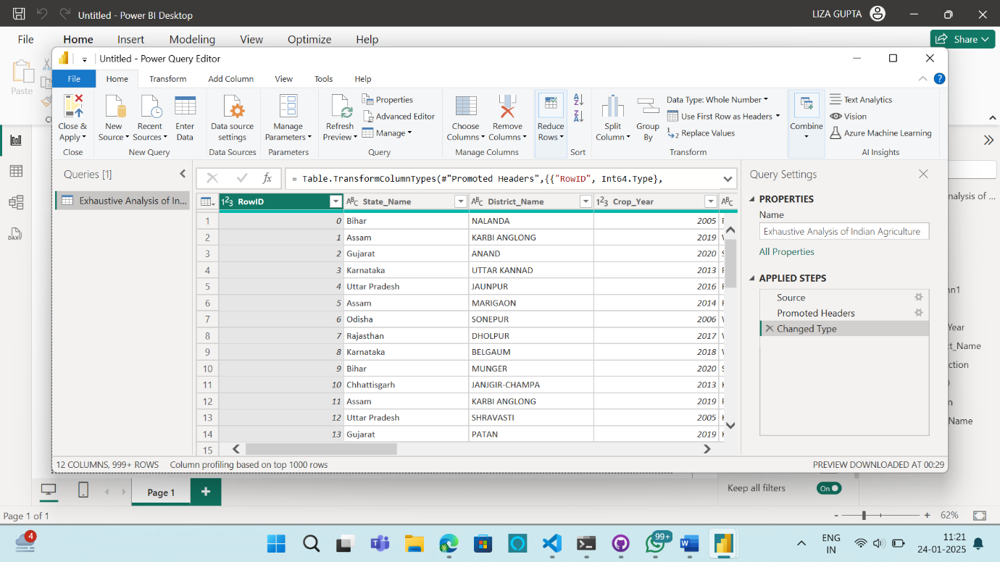 Untitled - Power BI Desktop
LIZA GUPTA
File Home Insert Modeling View Optimize Help
Share
Paste
Untitled - Power Query Editor
File Home Transform Add Column View Tools Help
Close & Apply
New Source
Recent Sources
Enter Data
Data source settings
Manage Parameters
Refresh Preview
Properties
Advanced Editor
Manage
Choose Columns
Remove Columns
Reduce Rows
Split Column
Group By
Data Type: Whole Number
Use First Row as Headers
Replace Values
Combine
Text Analytics
Vision
Azure Machine Learning
Close New Query Data Sources Parameters Query Manage Columns Sort Transform AI Insights
Queries [1]
Exhaustive Analysis of In...
fx = Table.TransformColumnTypes(#"Promoted Headers",{{"RowID", Int64.Type},
123 RowID ABC State_Name ABC District_Name 123 Crop_Year ABC
1 0 Bihar NALANDA 2005
2 1 Assam KARBI ANGLONG 2019
3 2 Gujarat ANAND 2020
4 3 Karnataka UTTAR KANNAD 2013
5 4 Uttar Pradesh JAUNPUR 2016
6 5 Assam MARIGAON 2014
7 6 Odisha SONEPUR 2006
8 7 Rajasthan DHOLPUR 2017
9 8 Karnataka BELGAUM 2018
10 9 Bihar MUNGER 2020
11 10 Chhattisgarh JANJGIR-CHAMPA 2013
12 11 Assam KARBI ANGLONG 2019
13 12 Uttar Pradesh SHRAVASTI 2005
14 13 Gujarat PATAN 2019
15
Query Settings
PROPERTIES
Name
Exhaustive Analysis of Indian Agriculture
All Properties
APPLIED STEPS
Source
Promoted Headers
Changed Type
nalysis of ...
mn1
Year
ct_Name
ction
Name
12 COLUMNS, 999+ ROWS Column profiling based on top 1000 rows
PREVIEW DOWNLOADED AT 00:29
Page 1
Keep all filters
On
Page 1 of 1
62%
4
99+
ENG
IN
11:21
24-01-2025